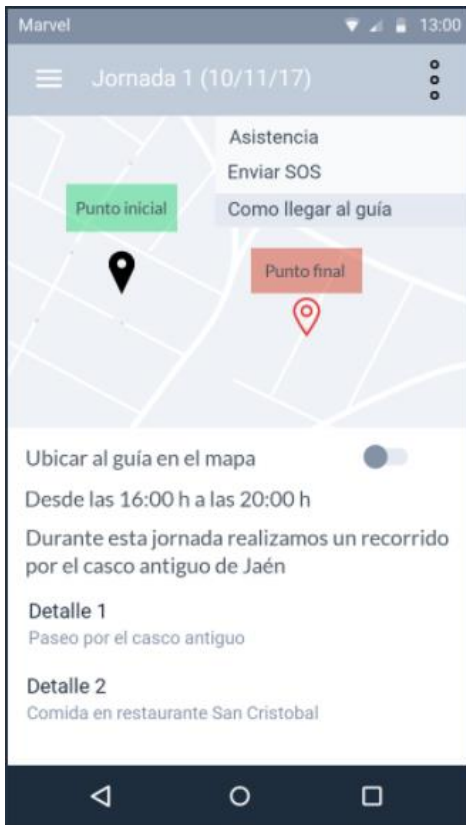 Marvel 13:00
Jornada 1 (10/11/17)
Asistencia
Enviar SOS
Como llegar al guía
Punto inicial
Punto final
Ubicar al guía en el mapa
Desde las 16:00 h a las 20:00 h
Durante esta jornada realizamos un recorrido
por el casco antiguo de Jaén
Detalle 1
Paseo por el casco antiguo
Detalle 2
Comida en restaurante San Cristobal